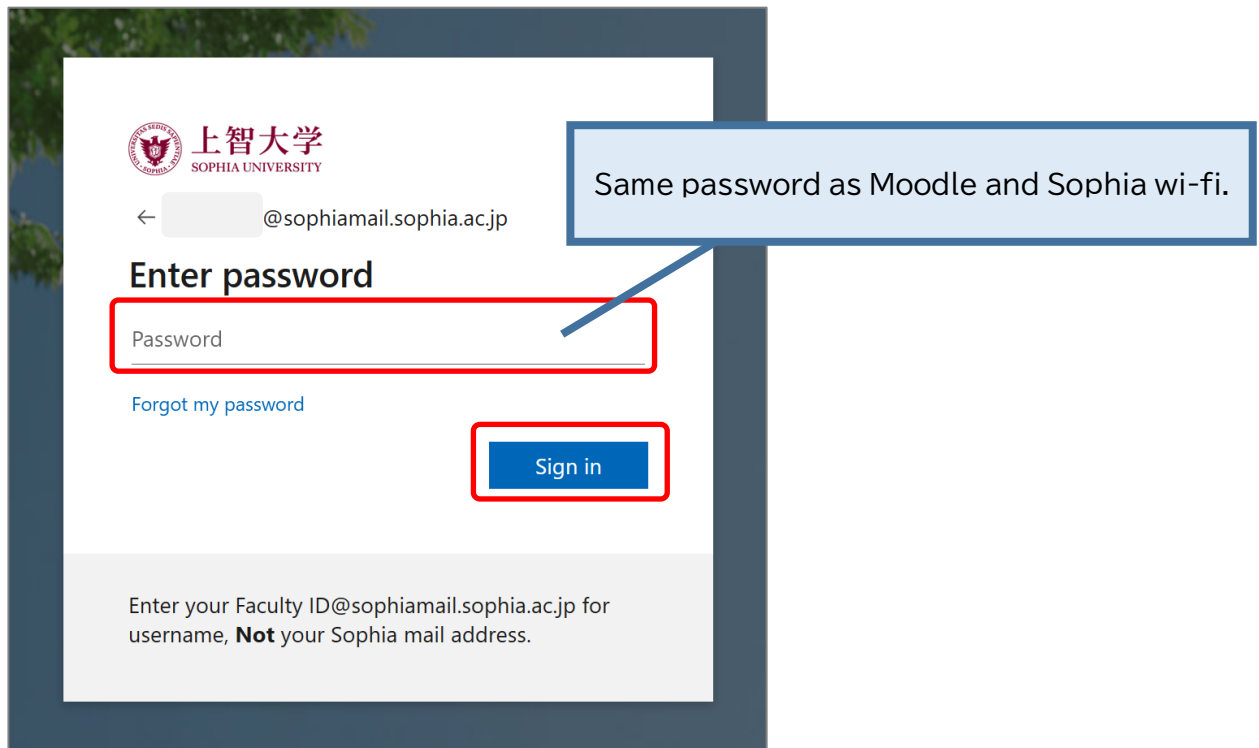 上智大学
SOPHIA UNIVERSITY
@sophiamail.sophia.ac.jp
Enter password
Password
Forgot my password
Sign in
Enter your Faculty ID@sophiamail.sophia.ac.jp for
username, Not your Sophia mail address.
Same password as Moodle and Sophia wi-fi.